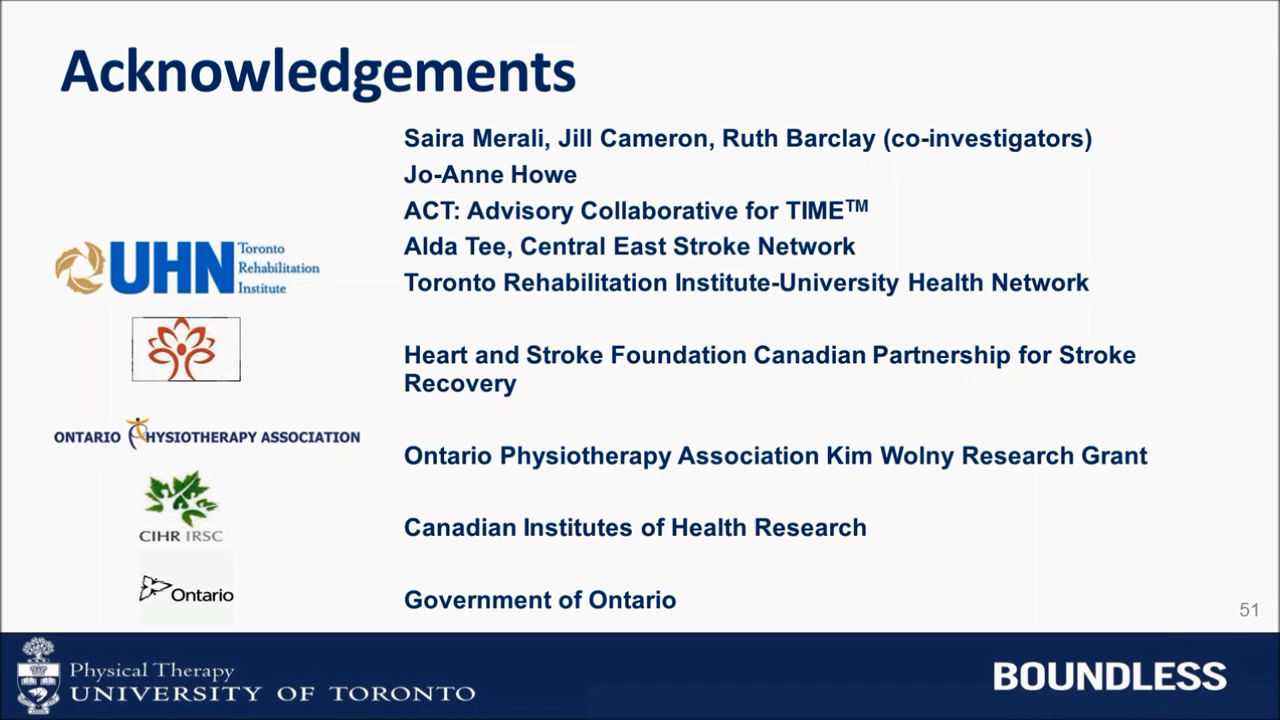 Acknowledgements
Saira Merali, Jill Cameron, Ruth Barclay (co-investigators)
Jo-Anne Howe
ACT: Advisory Collaborative for TIME™
Alda Tee, Central East Stroke Network
Toronto Rehabilitation Institute-University Health Network
Heart and Stroke Foundation Canadian Partnership for Stroke
Recovery
Ontario Physiotherapy Association Kim Wolny Research Grant
Canadian Institutes of Health Research
Government of Ontario
UHN
Toronto
Rehabilitation
Institute
ONTARIO PHYSIOTHERAPY ASSOCIATION
CIHR IRSC
Ontario
51
Physical Therapy
UNIVERSITY OF TORONTO
BOUNDLESS